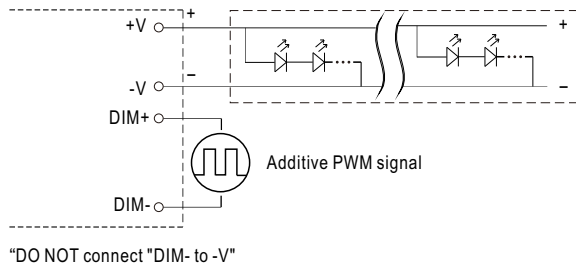 +V
+
+
-V
–
–
DIM+
Additive PWM signal
DIM-
“DO NOT connect "DIM- to -V"